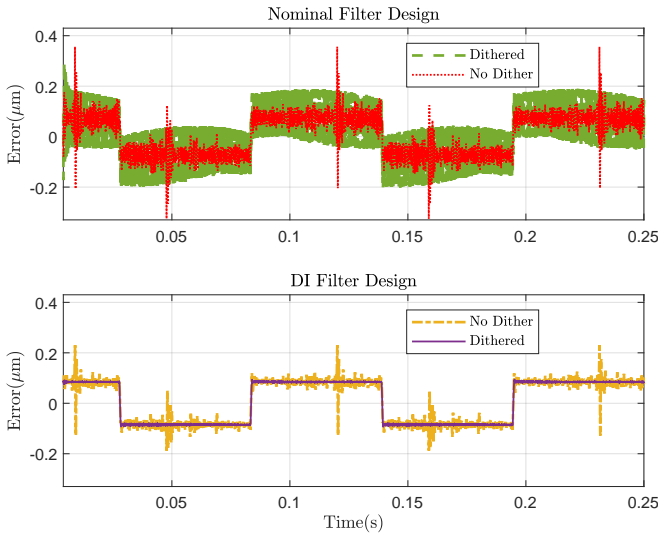 Nominal Filter Design
0.4
0.2
0
-0.2
Error(μm)
Dithered
No Dither
0.05
0.1
0.15
0.2
0.25
DI Filter Design
0.4
0.2
0
-0.2
Error(μm)
No Dither
Dithered
0.05
0.1
0.15
0.2
0.25
Time(s)